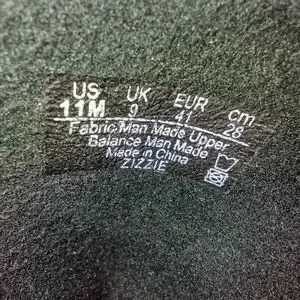 US UK EUR cm
11M 9 41 28
Fabric Man Made Upper
Balance Man Made
Made in China
ZIZZIE